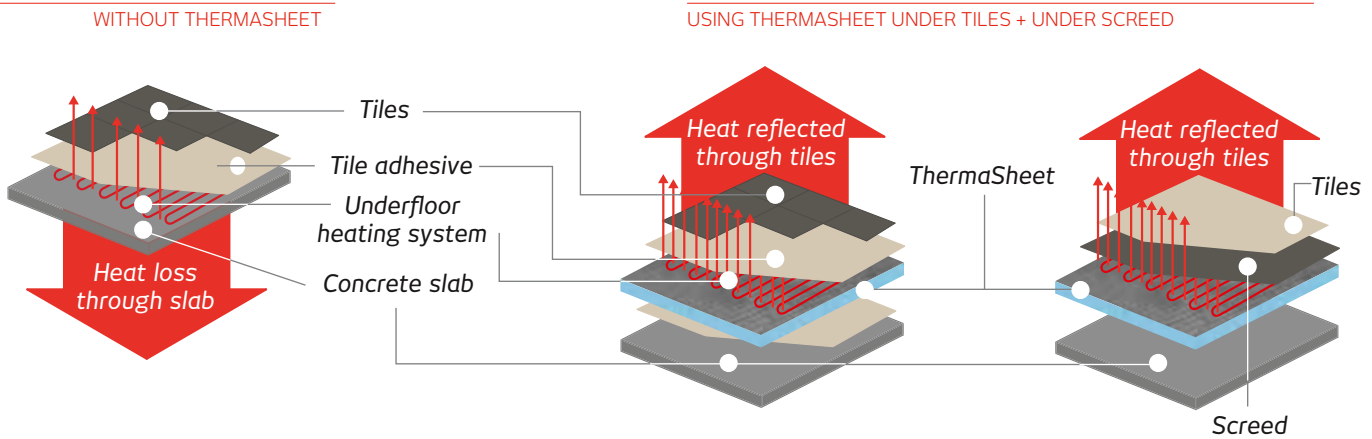 WITHOUT THERMASHEET
USING THERMASHEET UNDER TILES + UNDER SCREED
Tiles
Tile adhesive
Underfloor
heating system
Concrete slab
Heat loss
through slab
Heat reflected
through tiles
ThermaSheet
Heat reflected
through tiles
Tiles
Screed